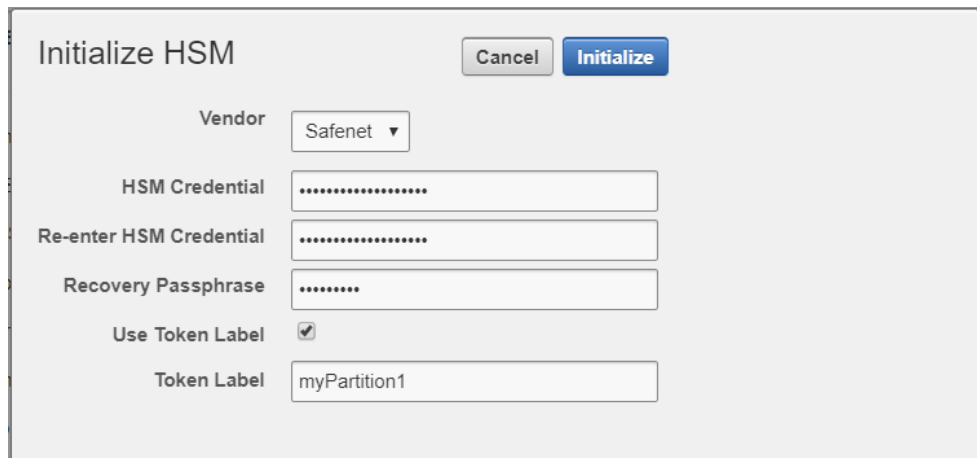 Initialize HSM
Cancel
Initialize
Vendor
Safenet
HSM Credential
•••••••••••••••••••
Re-enter HSM Credential
•••••••••••••••••••
Recovery Passphrase
•••••••••
Use Token Label
Token Label
myPartition1